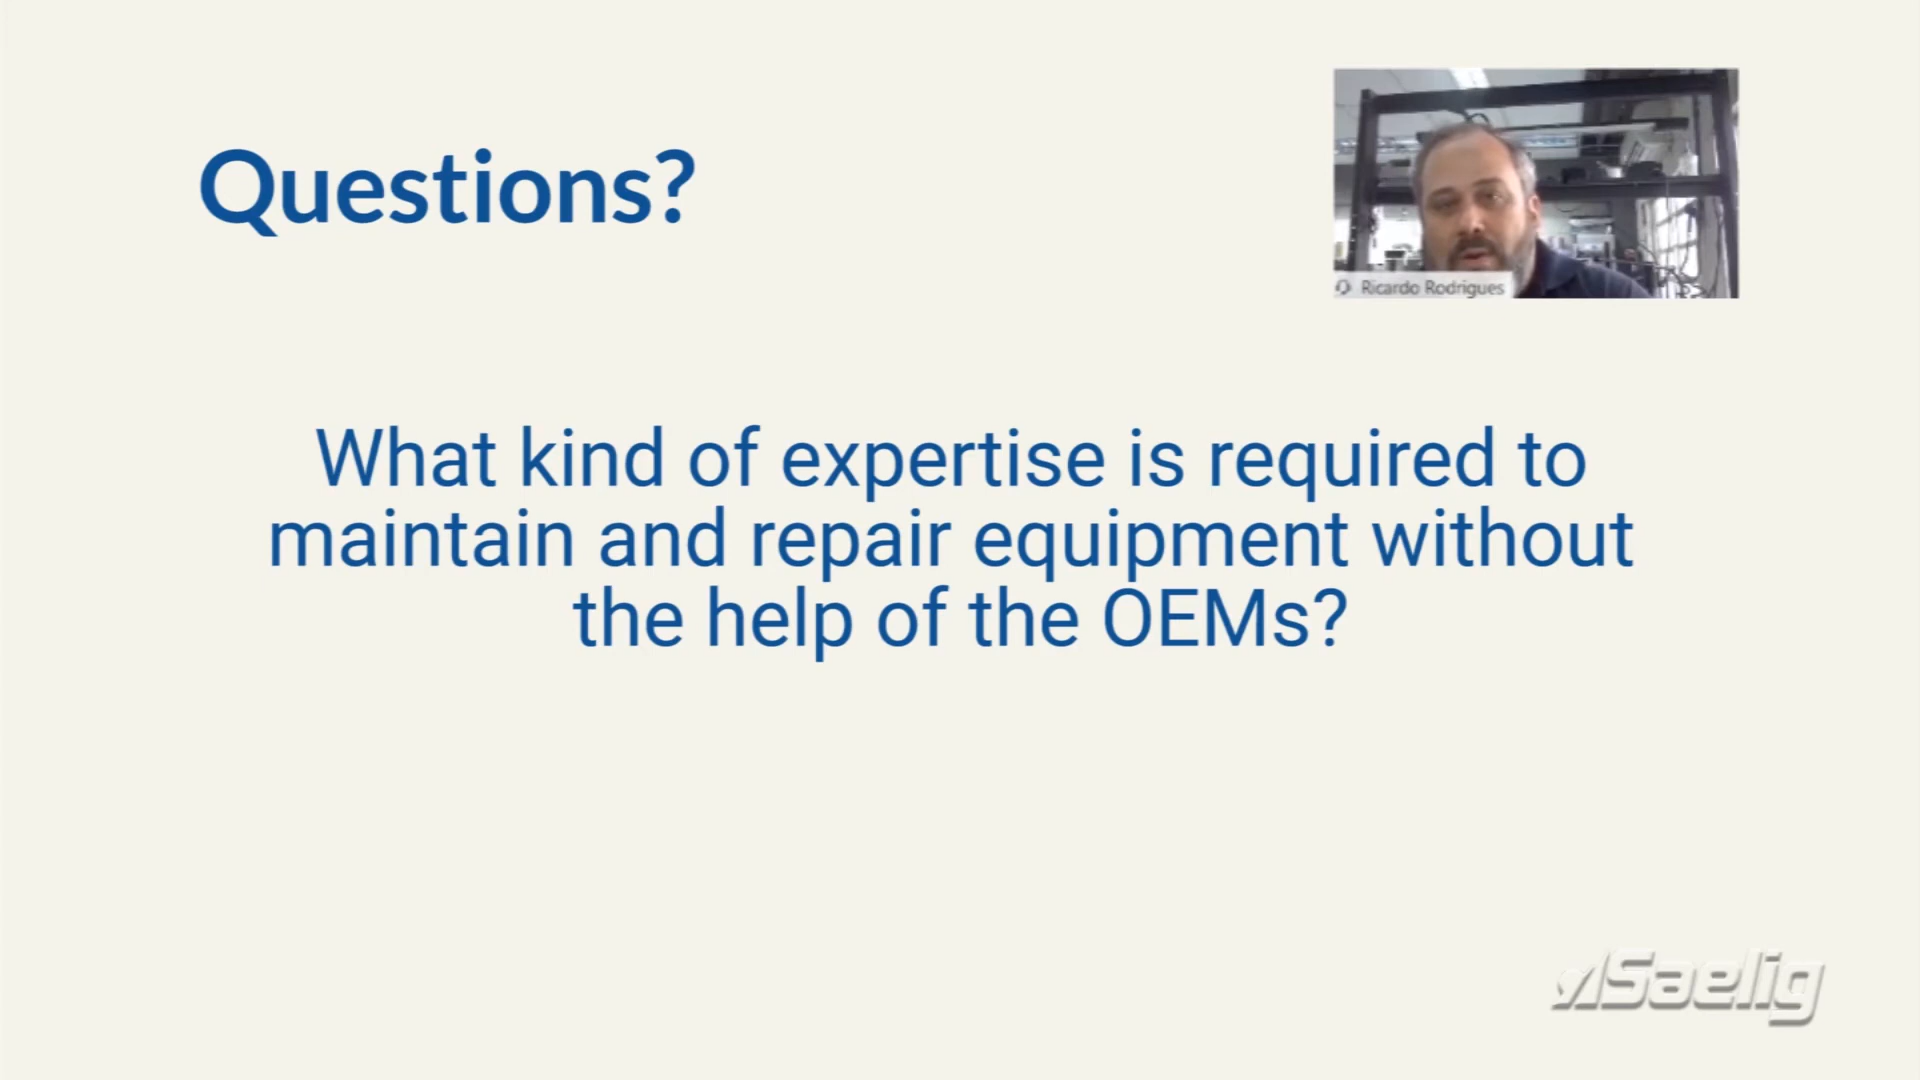 Questions?
Ricardo Rodrigues
What kind of expertise is required to
maintain and repair equipment without
the help of the OEMs?
Saelig